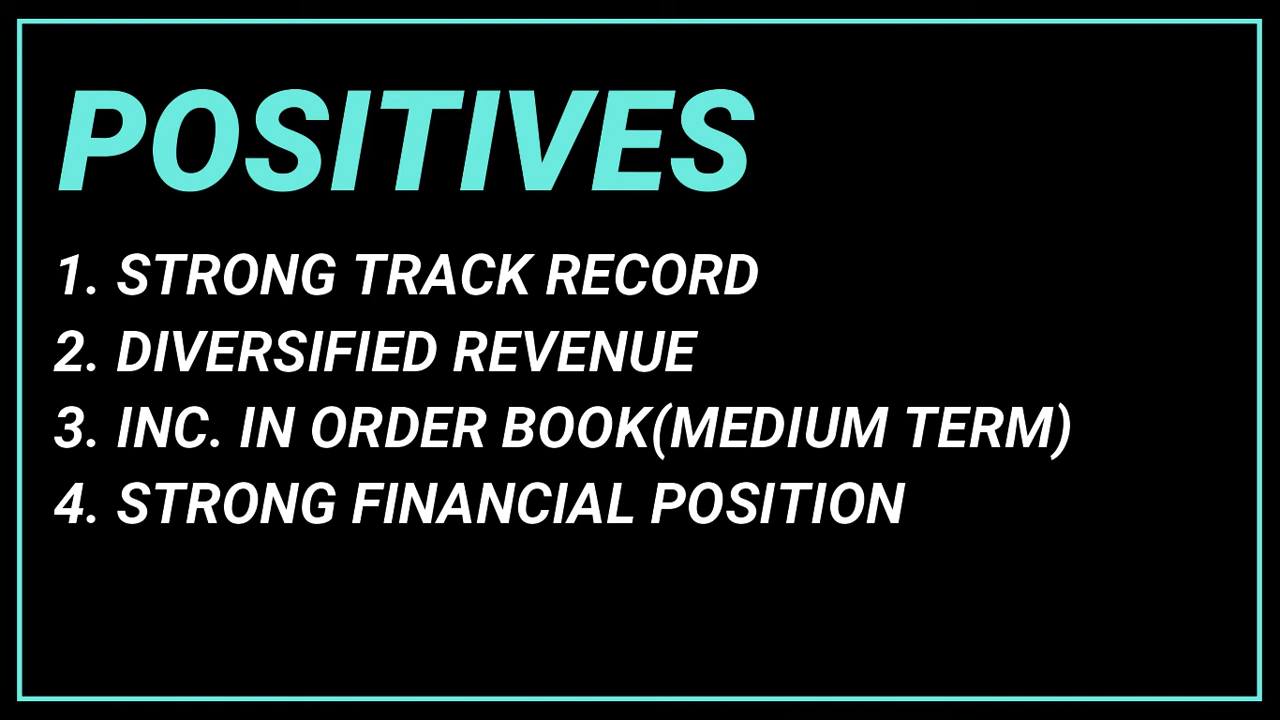 POSITIVES
1. STRONG TRACK RECORD
2. DIVERSIFIED REVENUE
3. INC. IN ORDER BOOK(MEDIUM TERM)
4. STRONG FINANCIAL POSITION